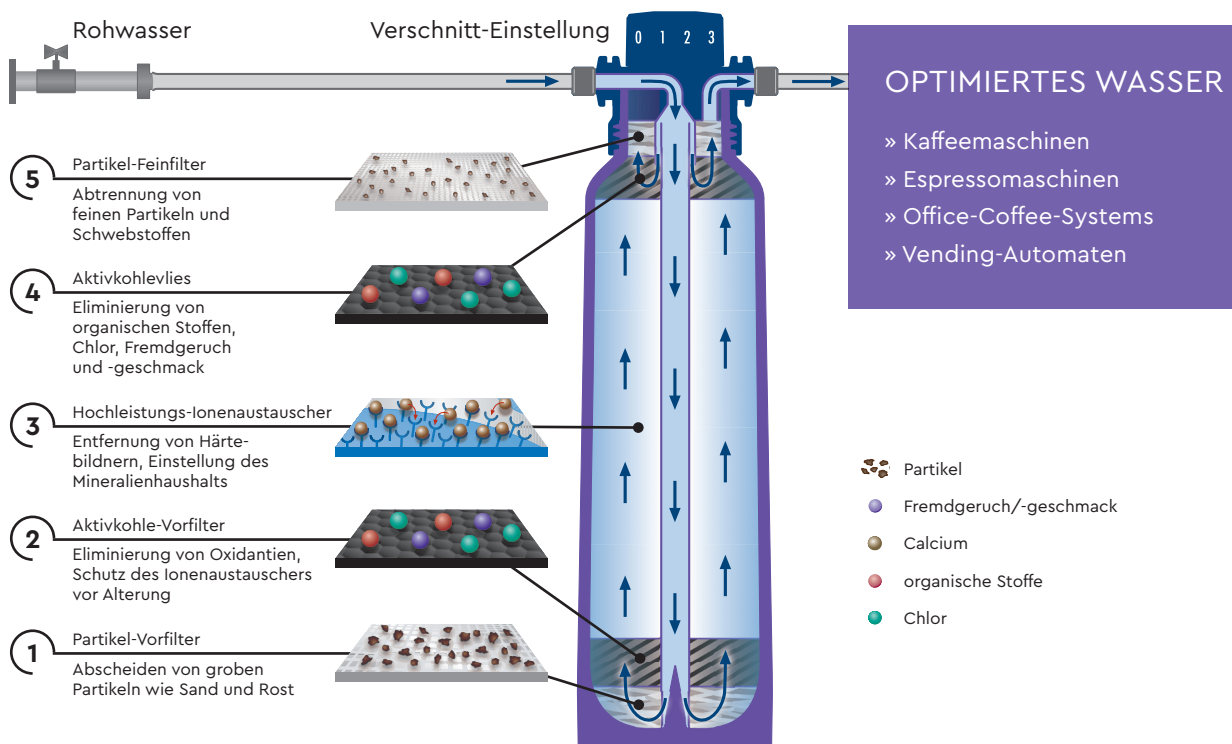 Rohwasser
Verschnitt-Einstellung
0 1 2 3
OPTIMIERTES WASSER
» Kaffeemaschinen
» Espressomaschinen
» Office-Coffee-Systems
» Vending-Automaten
5
Partikel-Feinfilter
Abtrennung von
feinen Partikeln und
Schwebstoffen
4
Aktivkohlevlies
Eliminierung von
organischen Stoffen,
Chlor, Fremdgeruch
und -geschmack
3
Hochleistungs-Ionenaustauscher
Entfernung von Härte-
bildnern, Einstellung des
Mineralienhaushalts
2
Aktivkohle-Vorfilter
Eliminierung von Oxidantien,
Schutz des Ionenaustauschers
vor Alterung
1
Partikel-Vorfilter
Abscheiden von groben
Partikeln wie Sand und Rost
Partikel
Fremdgeruch/-geschmack
Calcium
organische Stoffe
Chlor